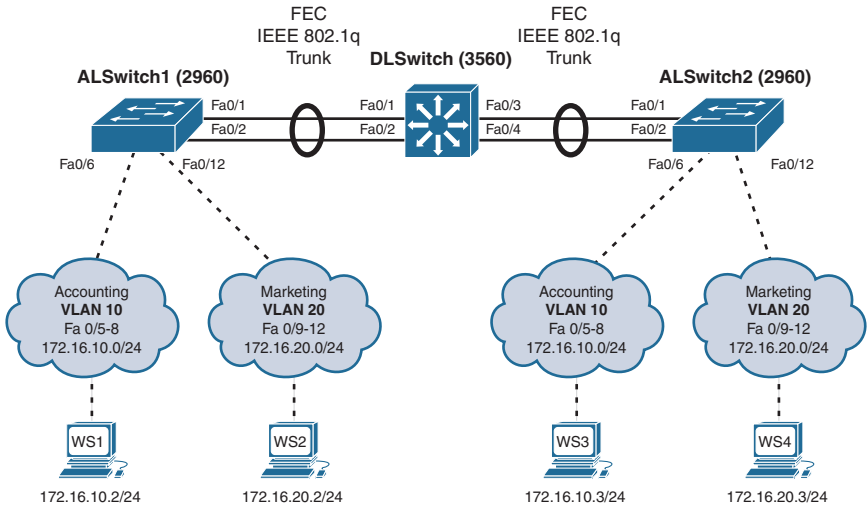 FEC
IEEE 802.1q
Trunk
FEC
IEEE 802.1q
Trunk
ALSwitch1 (2960)
DLSwitch (3560)
ALSwitch2 (2960)
Fa0/1
Fa0/1
Fa0/3
Fa0/1
Fa0/2
Fa0/2
Fa0/4
Fa0/2
Fa0/6
Fa0/12
Fa0/6
Fa0/12
Accounting
VLAN 10
Fa 0/5-8
172.16.10.0/24
Marketing
VLAN 20
Fa 0/9-12
172.16.20.0/24
Accounting
VLAN 10
Fa 0/5-8
172.16.10.0/24
Marketing
VLAN 20
Fa 0/9-12
172.16.20.0/24
WS1
WS2
WS3
WS4
172.16.10.2/24
172.16.20.2/24
172.16.10.3/24
172.16.20.3/24